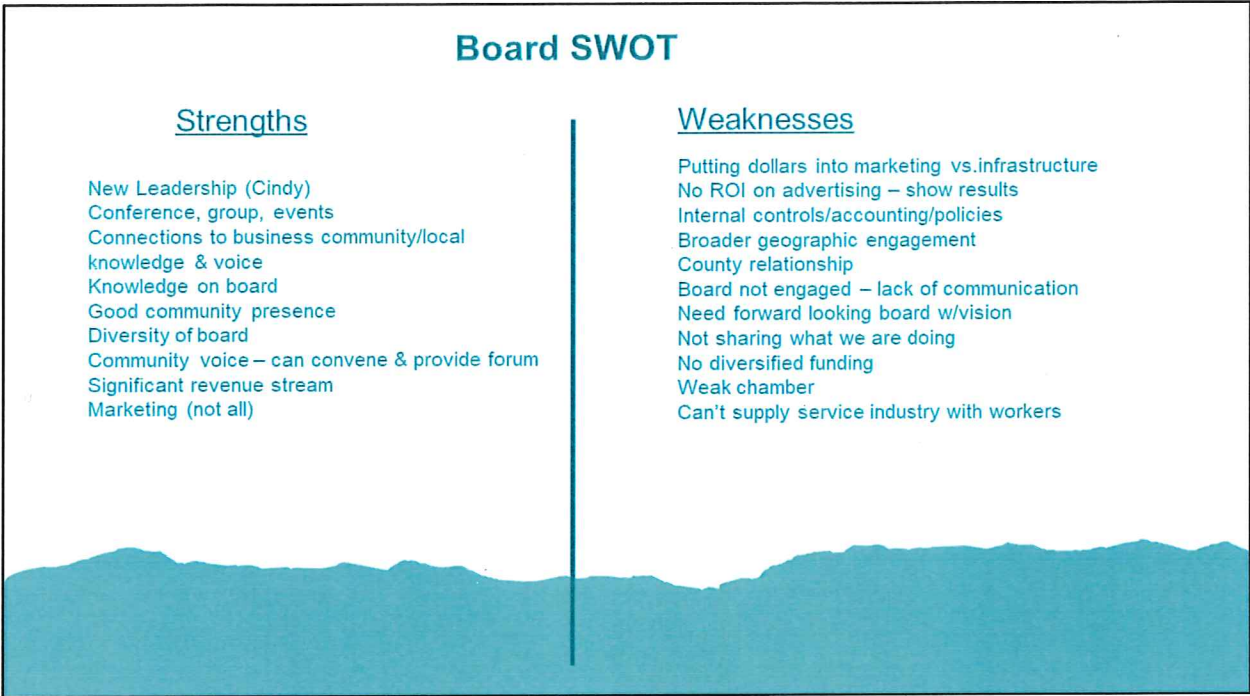 Board SWOT
Strengths
New Leadership (Cindy)
Conference, group, events
Connections to business community/local
knowledge & voice
Knowledge on board
Good community presence
Diversity of board
Community voice – can convene & provide forum
Significant revenue stream
Marketing (not all)
Weaknesses
Putting dollars into marketing vs.infrastructure
No ROI on advertising – show results
Internal controls/accounting/policies
Broader geographic engagement
County relationship
Board not engaged – lack of communication
Need forward looking board w/vision
Not sharing what we are doing
No diversified funding
Weak chamber
Can't supply service industry with workers